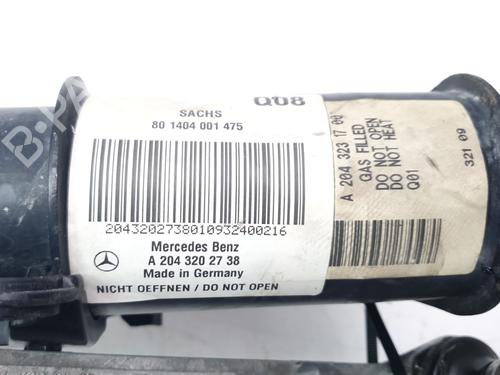 Q08
SACHS
80 1404 001 475
2043202738010932400216
Mercedes Benz
A 204 320 27 38
Made in Germany
NICHT OEFFNEN / DO NOT OPEN
A 204 323 17 00
GAS FILLED
DO NOT OPEN
DO NOT HEAT
Q01
321 09
B-PARTS